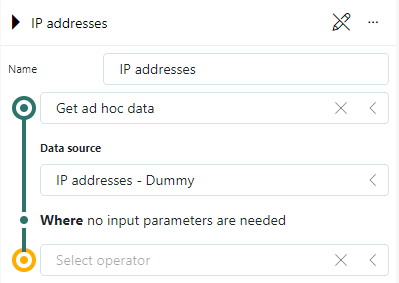 IP addresses
Name
IP addresses
Get ad hoc data
Data source
IP addresses - Dummy
Where no input parameters are needed
Select operator